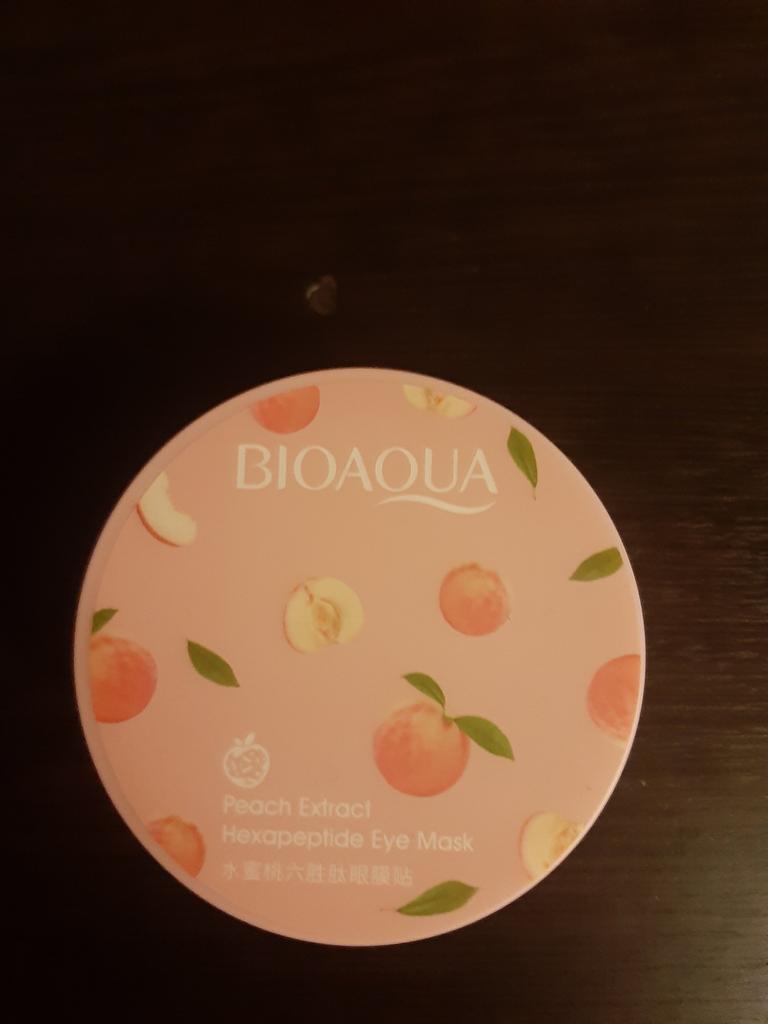 BIOAQUA
Peach Extract
Hexapeptide Eye Mask
水蜜桃六胜肽眼膜贴